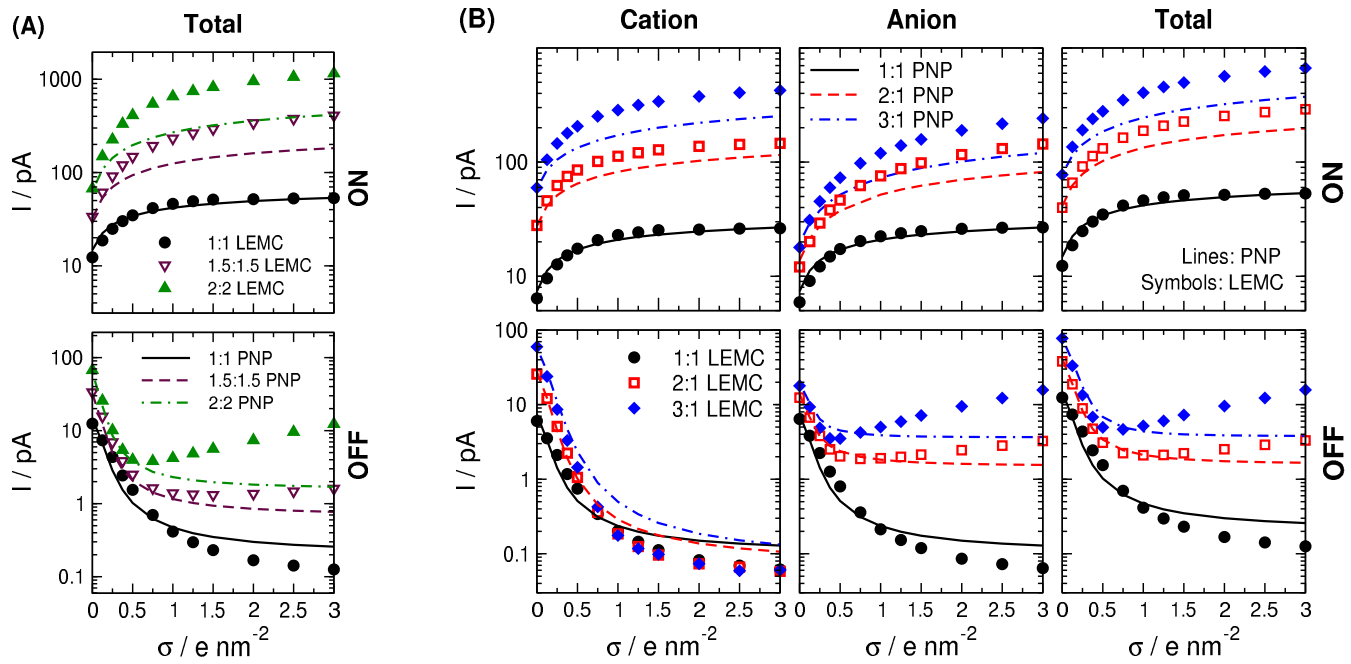 (A)
Total
1000
100
10
I / pA
1:1 LEMC
1.5:1.5 LEMC
2:2 LEMC
ON
100
10
1
0.1
I / pA
1:1 PNP
1.5:1.5 PNP
2:2 PNP
OFF
0 0.5 1 1.5 2 2.5 3
σ / e nm-2
(B)
Cation Anion Total
100
10
I / pA
1:1 PNP
2:1 PNP
3:1 PNP
Lines: PNP
Symbols: LEMC
ON
100
10
1
0.1
I / pA
1:1 LEMC
2:1 LEMC
3:1 LEMC
OFF
0 0.5 1 1.5 2 2.5 3
0 0.5 1 1.5 2 2.5 3
0 0.5 1 1.5 2 2.5 3
σ / e nm-2
σ / e nm-2
σ / e nm-2